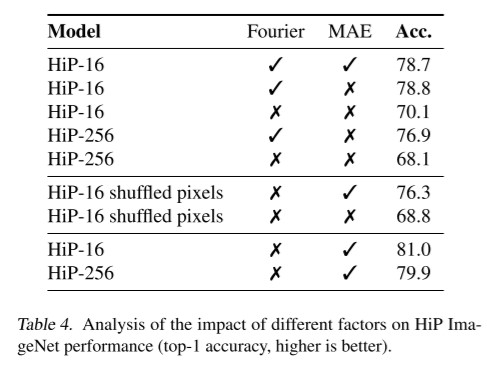 Model Fourier MAE Acc.
HiP-16 ✓ ✓ 78.7
HiP-16 ✓ ✗ 78.8
HiP-16 ✗ ✗ 70.1
HiP-256 ✓ ✗ 76.9
HiP-256 ✗ ✗ 68.1
HiP-16 shuffled pixels ✗ ✓ 76.3
HiP-16 shuffled pixels ✗ ✗ 68.8
HiP-16 ✗ ✓ 81.0
HiP-256 ✗ ✓ 79.9
Table 4. Analysis of the impact of different factors on HiP Ima-
geNet performance (top-1 accuracy, higher is better).